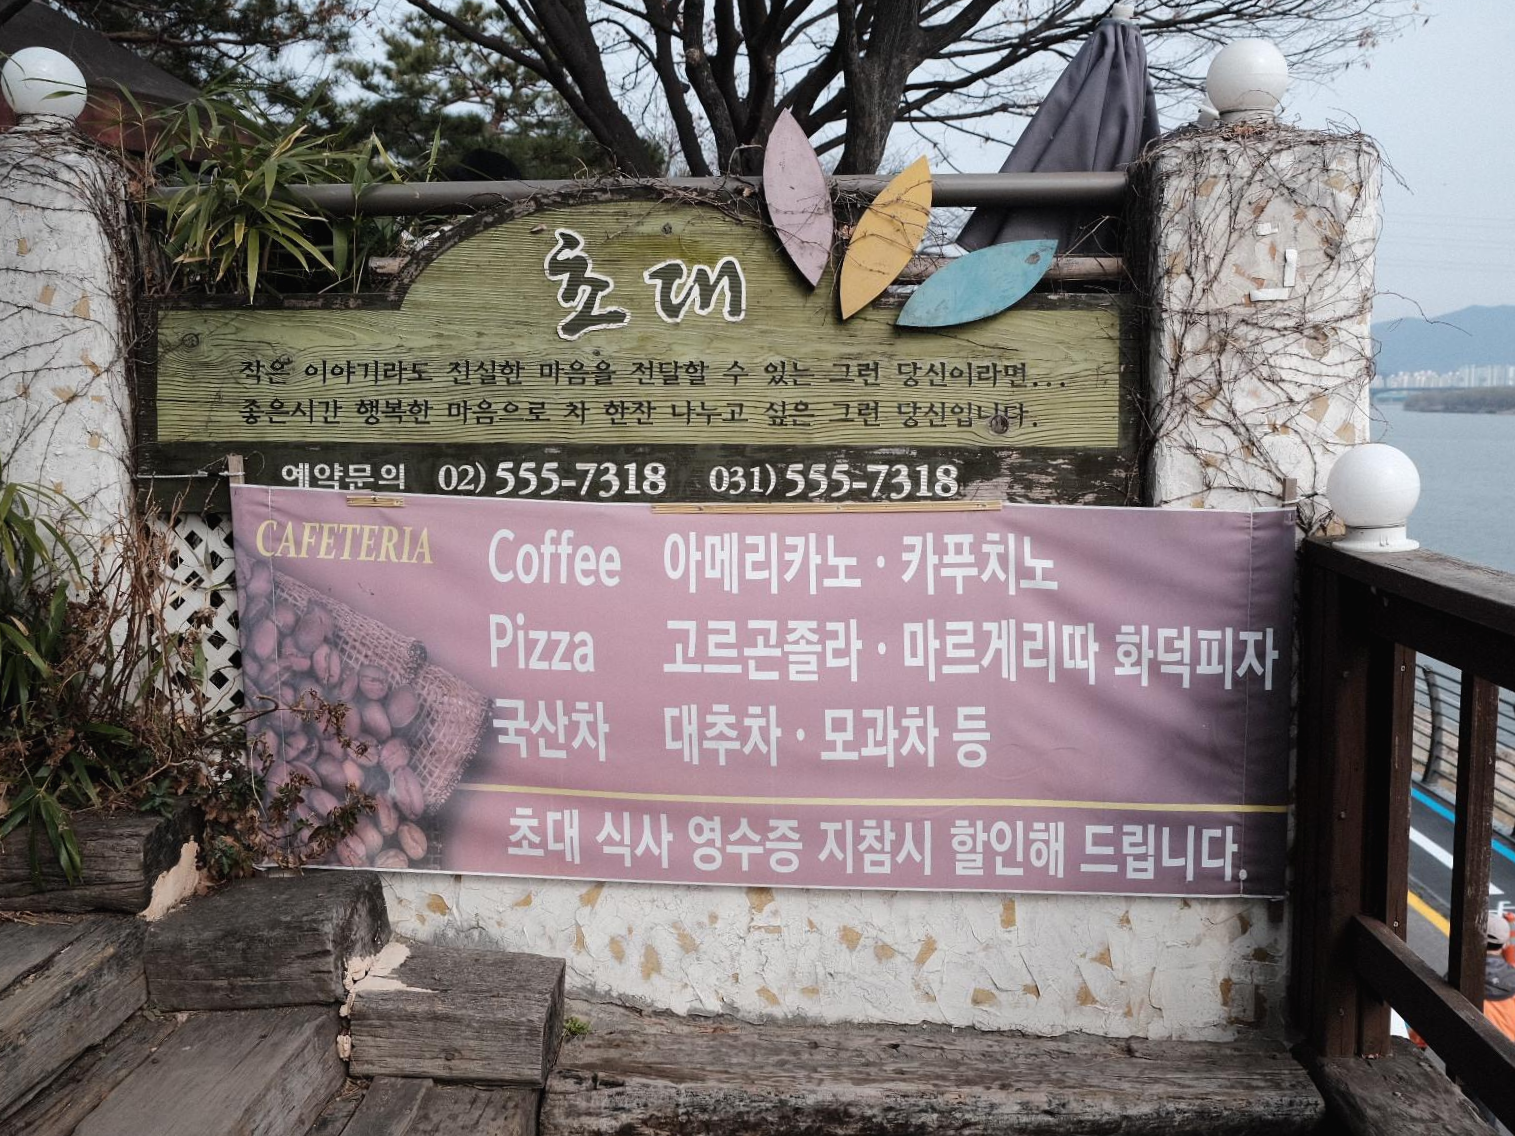 초대
작은 이야기라도 진실한 마음을 전달할 수 있는 그런 당신이라면...
좋은시간 행복한 마음으로 차 한잔 나누고 싶은 그런 당신입니다.
예약문의 02) 555-7318 031) 555-7318
CAFETERIA
Coffee 아메리카노 · 카푸치노
Pizza 고르곤졸라 · 마르게리따 화덕피자
국산차 대추차 · 모과차 등
초대 식사 영수증 지참시 할인해 드립니다.